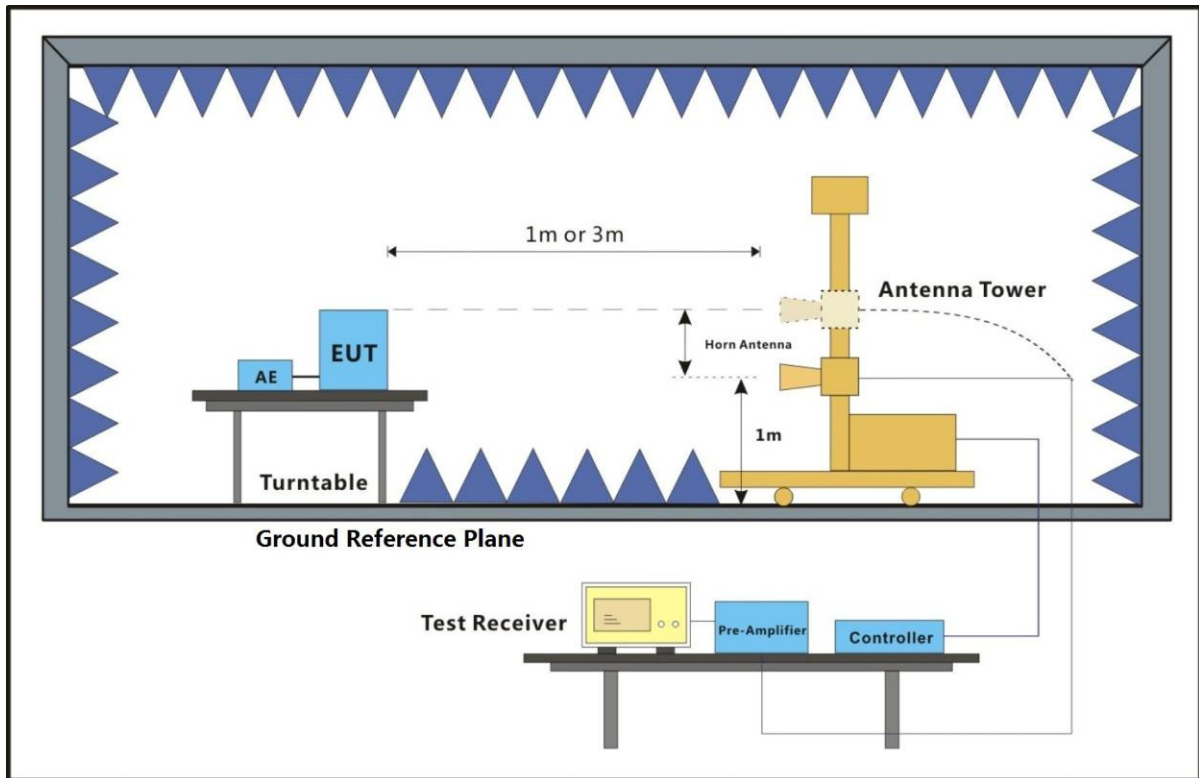 1m or 3m
Antenna Tower
Horn Antenna
EUT
AE
1m
Turntable
Ground Reference Plane
Test Receiver
Pre-Amplifier
Controller